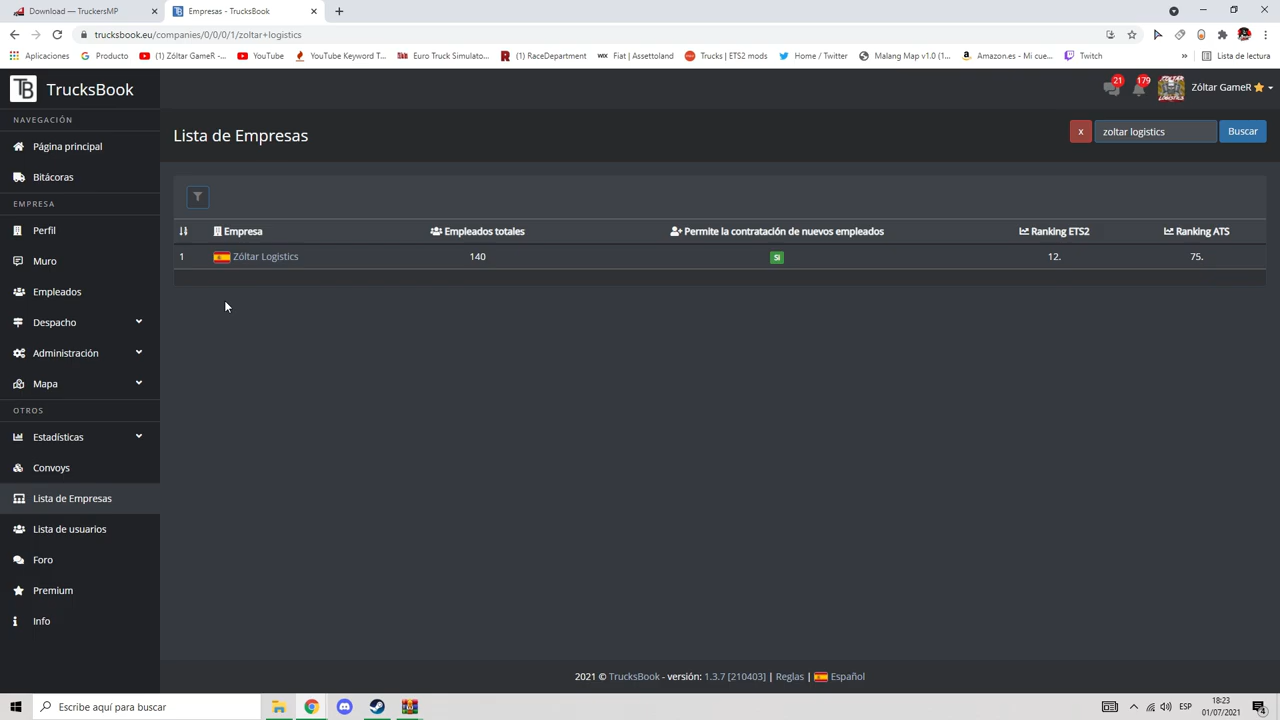 Download — TruckersMP
Empresas - TrucksBook
trucksbook.eu/companies/0/0/0/1/zoltar+logistics
Aplicaciones
Producto
(1) Zóltar GameR -...
YouTube
YouTube Keyword T...
Euro Truck Simulato...
(1) RaceDepartment
Fiat | Assettoland
Trucks | ETS2 mods
Home / Twitter
Malang Map v1.0 (1...
Amazon.es - Mi cue...
Twitch
»
Lista de lectura
TB TrucksBook
21
179
Zóltar GameR
NAVEGACIÓN
Página principal
Bitácoras
EMPRESA
Perfil
Muro
Empleados
Despacho
Administración
Mapa
OTROS
Estadísticas
Convoys
Lista de Empresas
Lista de usuarios
Foro
Premium
Info
Lista de Empresas
x
zoltar logistics
Buscar
Empresa
Empleados totales
Permite la contratación de nuevos empleados
Ranking ETS2
Ranking ATS
1
Zóltar Logistics
140
Si
12.
75.
2021 © TrucksBook - versión: 1.3.7 [210403] | Reglas | Español
Escribe aquí para buscar
ESP
18:23
01/07/2021
4